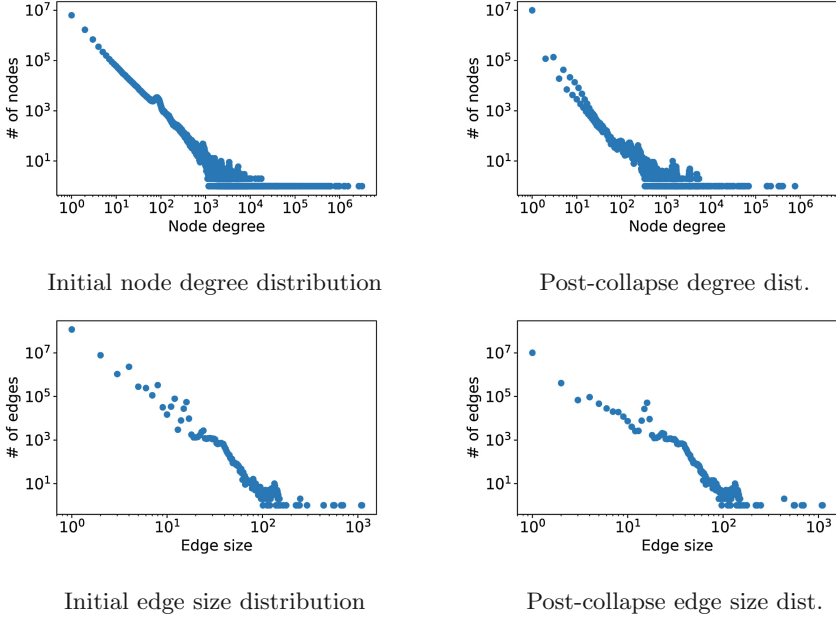 10^7
10^5
10^3
10^1
# of nodes
10^0 10^1 10^2 10^3 10^4 10^5 10^6
Node degree
Initial node degree distribution
10^7
10^5
10^3
10^1
# of nodes
10^0 10^1 10^2 10^3 10^4 10^5 10^6
Node degree
Post-collapse degree dist.
10^7
10^5
10^3
10^1
# of edges
10^0 10^1 10^2 10^3
Edge size
Initial edge size distribution
10^7
10^5
10^3
10^1
# of edges
10^0 10^1 10^2 10^3
Edge size
Post-collapse edge size dist.